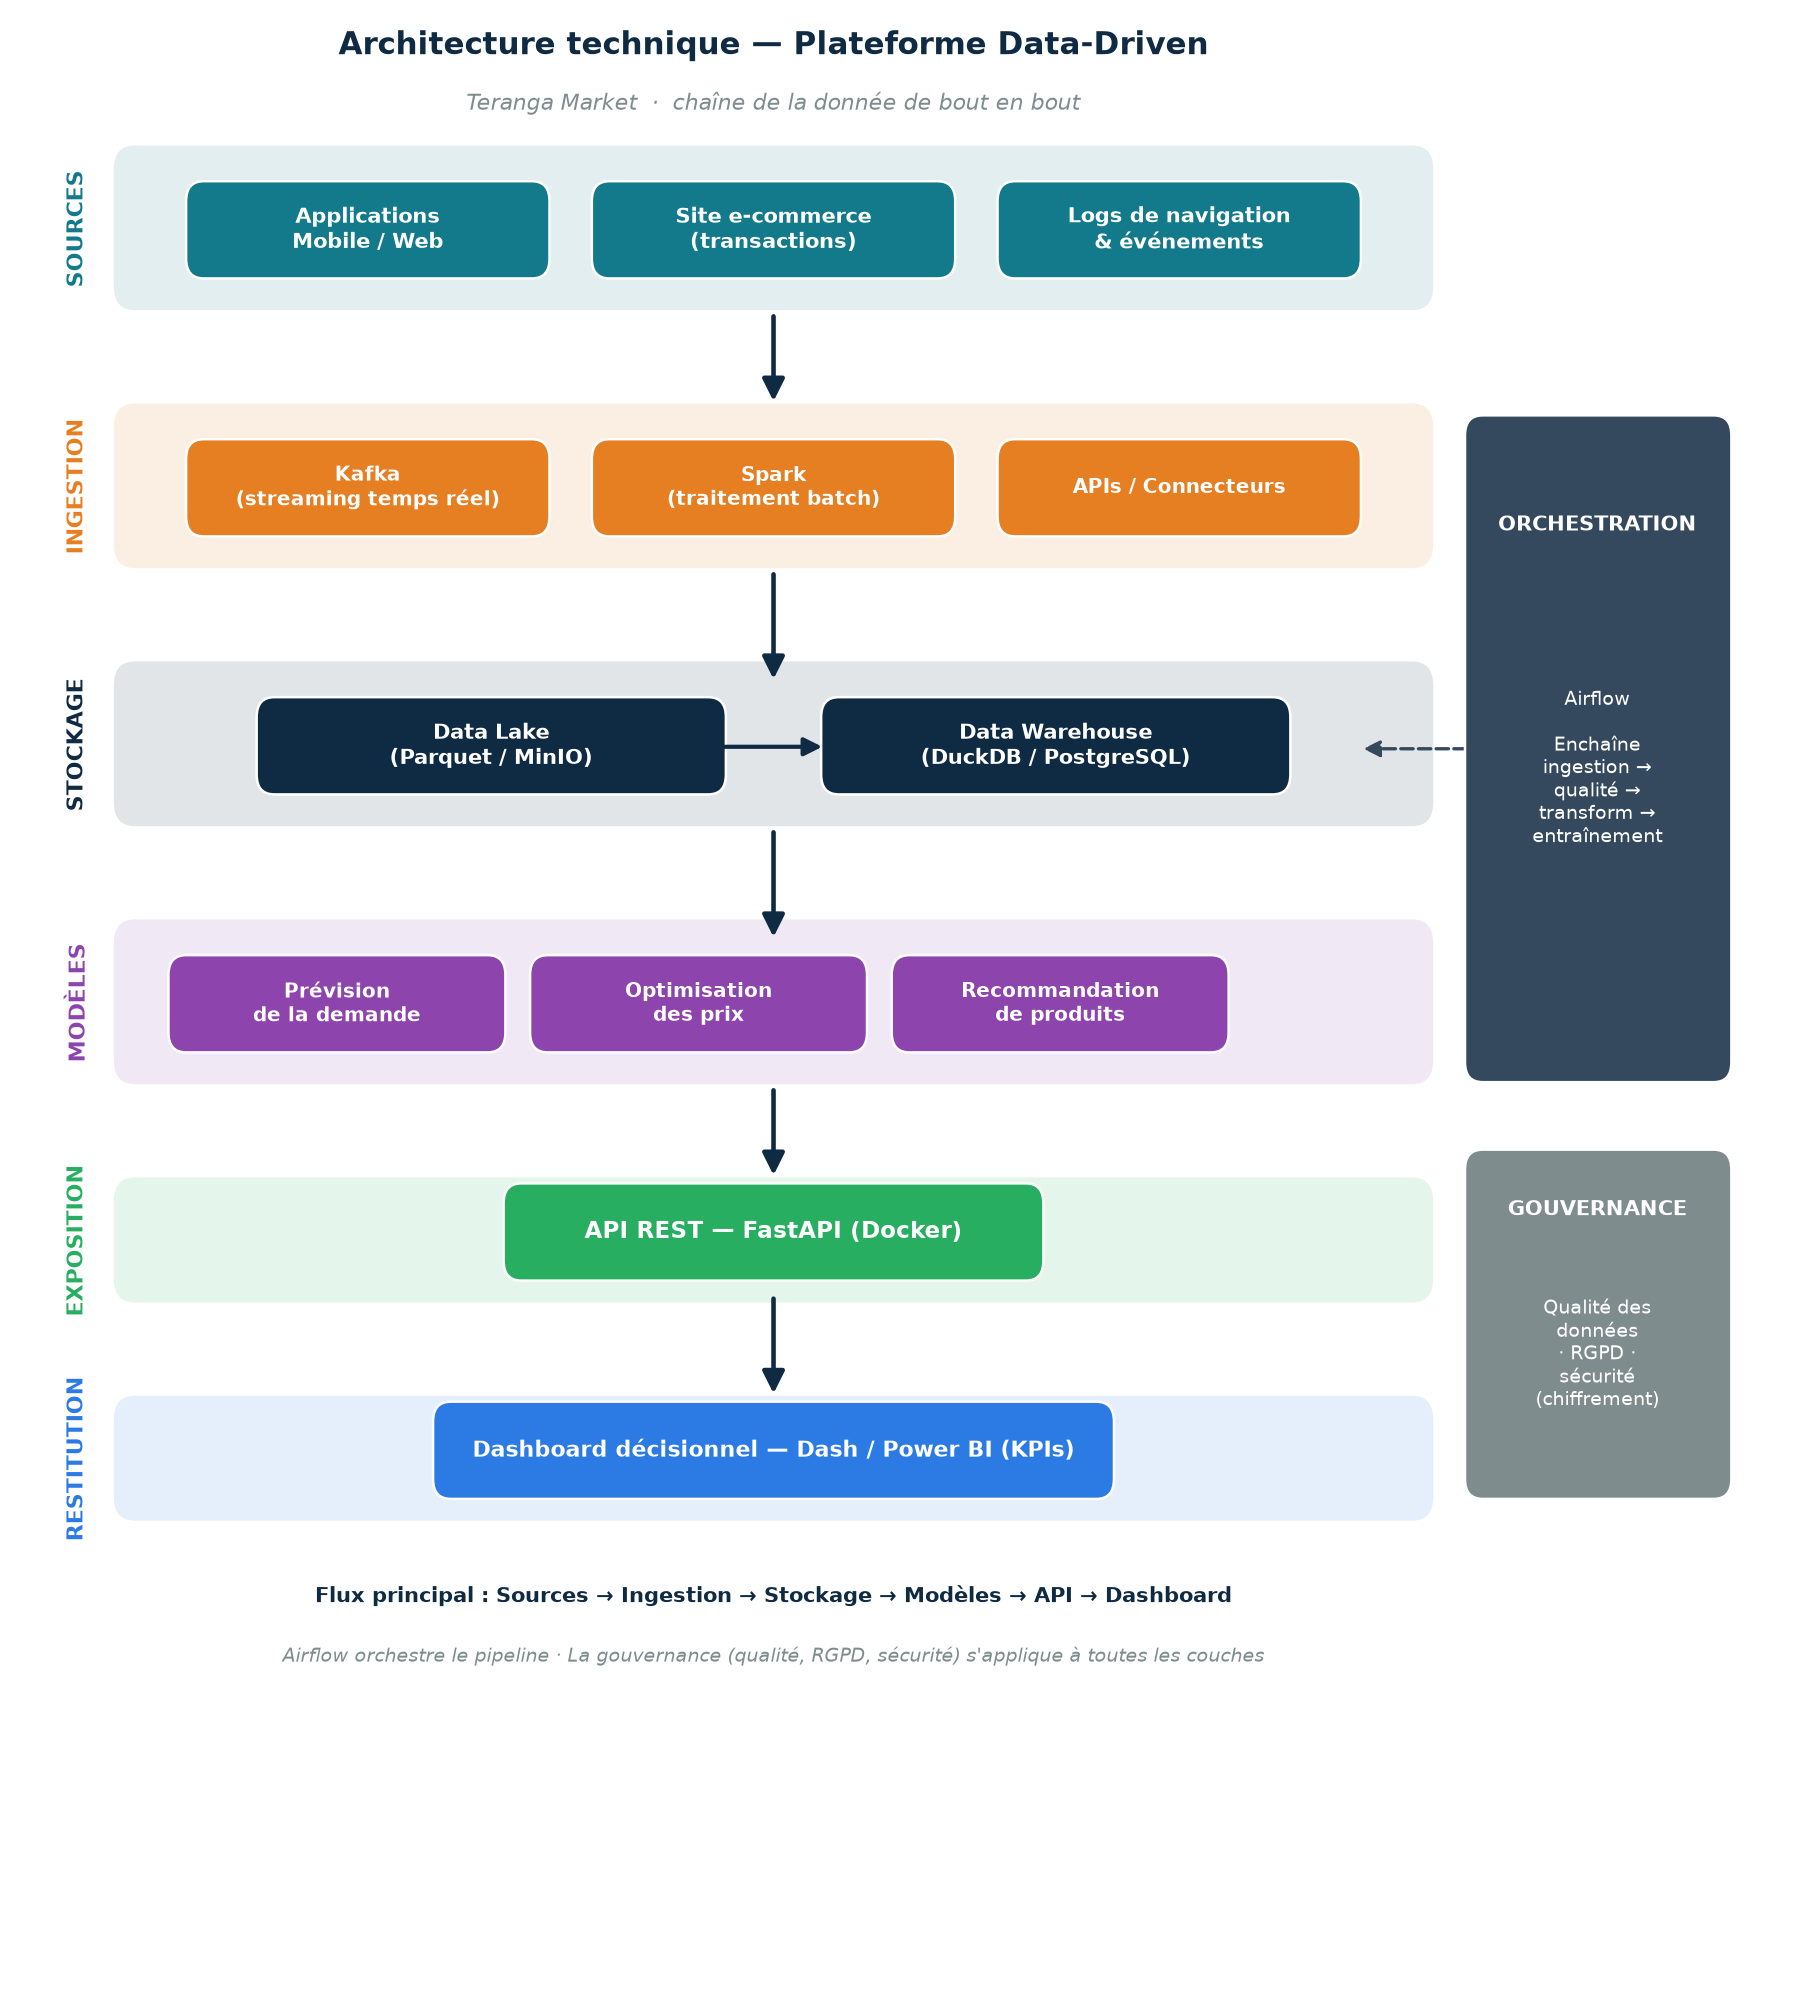 Architecture technique — Plateforme Data-Driven
Teranga Market · chaîne de la donnée de bout en bout
SOURCES
Applications
Mobile / Web
Site e-commerce
(transactions)
Logs de navigation
& événements
INGESTION
Kafka
(streaming temps réel)
Spark
(traitement batch)
APIs / Connecteurs
STOCKAGE
Data Lake
(Parquet / MinIO)
Data Warehouse
(DuckDB / PostgreSQL)
MODÈLES
Prévision
de la demande
Optimisation
des prix
Recommandation
de produits
EXPOSITION
API REST — FastAPI (Docker)
RESTITUTION
Dashboard décisionnel — Dash / Power BI (KPIs)
ORCHESTRATION
Airflow
Enchaîne
ingestion →
qualité →
transform →
entraînement
GOUVERNANCE
Qualité des
données
· RGPD ·
sécurité
(chiffrement)
Flux principal : Sources → Ingestion → Stockage → Modèles → API → Dashboard
Airflow orchestre le pipeline · La gouvernance (qualité, RGPD, sécurité) s'applique à toutes les couches